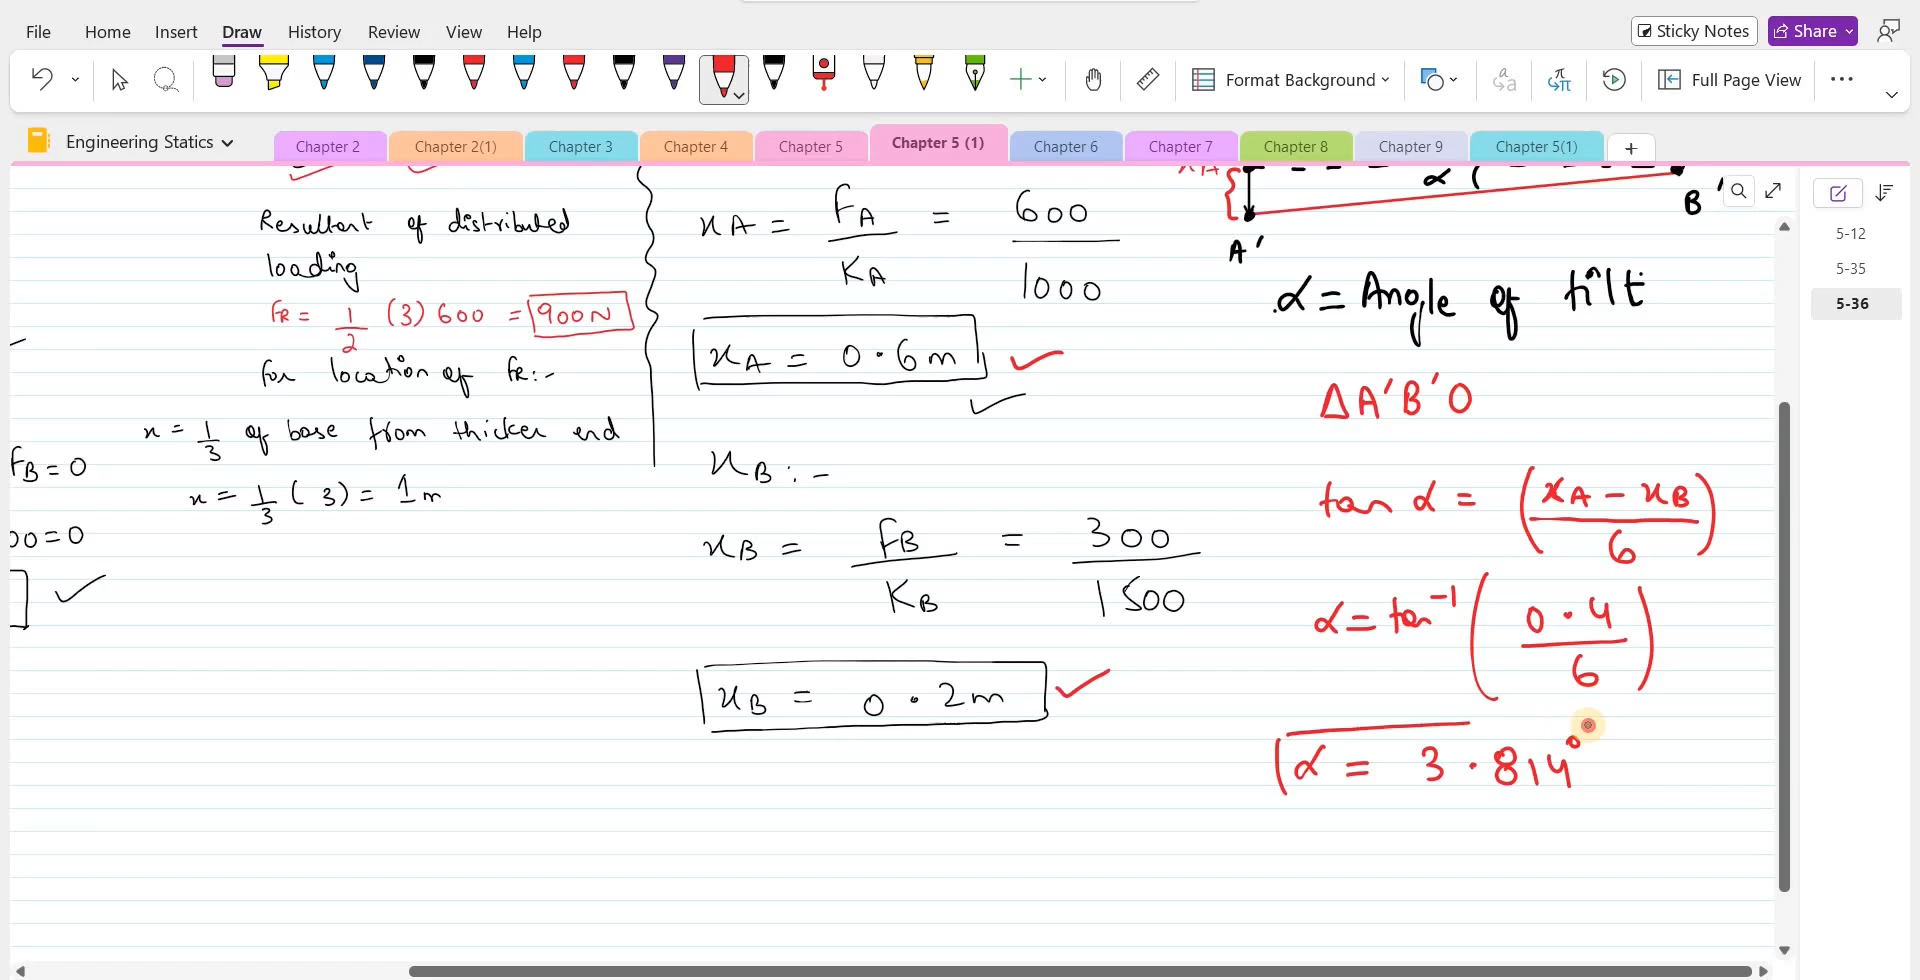 File Home Insert Draw History Review View Help
Sticky Notes Share
Format Background Full Page View
Engineering Statics
Chapter 2 Chapter 2(1) Chapter 3 Chapter 4 Chapter 5 Chapter 5 (1) Chapter 6 Chapter 7 Chapter 8 Chapter 9 Chapter 5(1)
5-12
5-35
5-36
Resultant of distributed
loading
FR = 1/2 (3) 600 = 900N
for location of FR:-
x = 1/3 of base from thicker end
x = 1/3 (3) = 1m
FB = 0
00 = 0
xA = FA/KA = 600/1000
xA = 0.6m
xB:-
xB = FB/KB = 300/1500
xB = 0.2m
xA
α
B'
A'
α = Angle of tilt
Δ A'B'O
tan α = (xA - xB / 6)
α = tan⁻¹ (0.4/6)
α = 3.814°